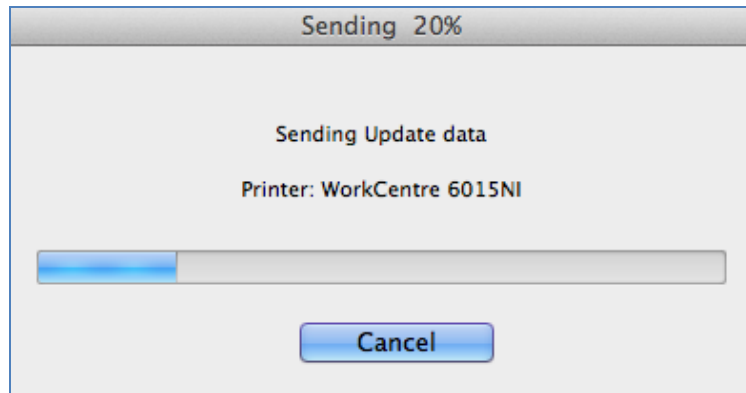 Sending 20%
Sending Update data
Printer: WorkCentre 6015NI
Cancel